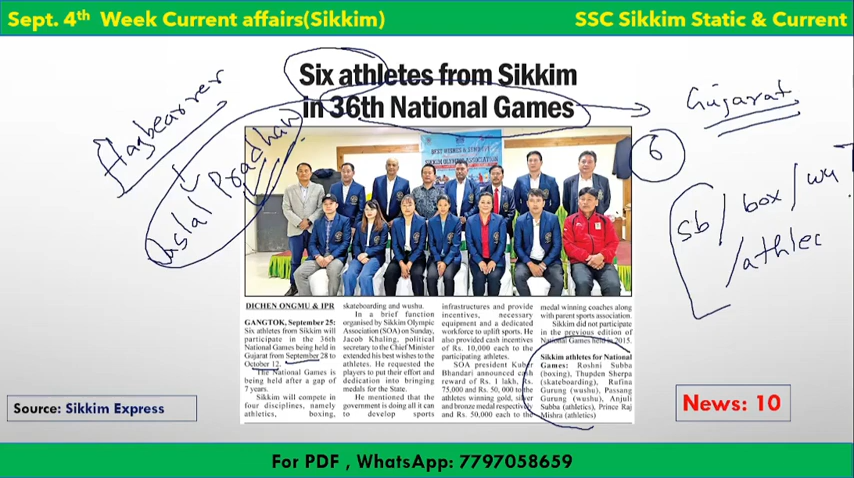 Sept. 4th Week Current affairs(Sikkim)
SSC Sikkim Static & Current
Six athletes from Sikkim
in 36th National Games
Flagbearrer
Pradhan
Gujarat
6
sb / box / wu
/athlec
BEST WISHES &
SIKKIM OLYMPIC ASSOCIATION
DICHEN ONGMU & IPR
GANGTOK, September 25:
Six athletes from Sikkim will
participate in the 36th
National Games being held in
Gujarat from September 28 to
October 12.
The National Games is
being held after a gap of
7 years.
Sikkim will compete in
four disciplines, namely
athletics, boxing,
skateboarding and wushu.
In a brief function
organised by Sikkim Olympic
Association (SOA) on Sunday,
Jacob Khaling, political
secretary to the Chief Minister
extended his best wishes to the
athletes. He requested the
players to put their effort and
dedication into bringing
medals for the State.
He mentioned that the
government is doing all it can
to develop sports
infrastructures and provide
incentives, necessary
equipment and a dedicated
workforce to uplift sports. He
also provided cash incentives
of Rs. 10,000 each to the
participating athletes.
SOA president Kuber
Bhandari announced cash
reward of Rs. 1 lakh, Rs.
75,000 and Rs. 50, 000 to the
athletes winning gold, silver
and bronze medal respectively
and Rs. 50,000 each to the
medal winning coaches along
with parent sports association.
Sikkim did not participate
in the previous edition of
National Games held in 2015.
Sikkim athletes for National
Games: Roshni Subba
(boxing), Thupden Sherpa
(skateboarding), Rufina
Gurung (wushu), Passang
Gurung (wushu), Anjuli
Subba (athletics), Prince Raj
Mishra (athletics)
Source: Sikkim Express
News: 10
For PDF , WhatsApp: 7797058659